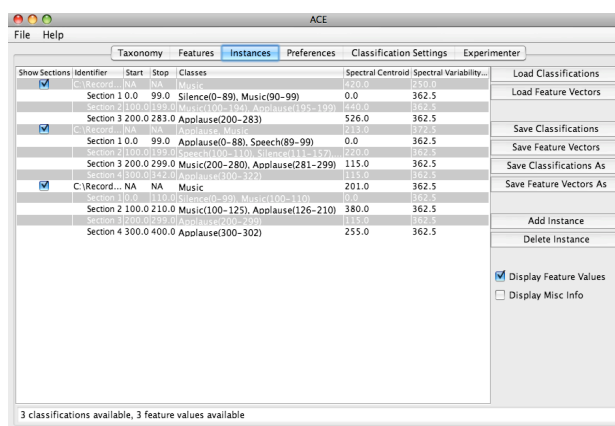 ACE
File Help
Taxonomy Features Instances Preferences Classification Settings Experimenter
Show Sections Identifier Start Stop Classes Spectral Centroid Spectral Variability...
C:\Record... NA NA Music 420.0 250.0
Section 1 0.0 99.0 Silence(0-89), Music(90-99) 0.0 362.5
Section 2 100.0 199.0 Music(100-194), Applause(195-199) 440.0 362.5
Section 3 200.0 283.0 Applause(200-283) 526.0 362.5
C:\Record... NA NA Applause, Music 213.0 372.5
Section 1 0.0 99.0 Applause(0-88), Speech(89-99) 0.0 362.5
Section 2 100.0 199.0 Speech(100-110), Silence(111-157)... 220.0 362.5
Section 3 200.0 299.0 Music(200-280), Applause(281-299) 115.0 362.5
Section 4 300.0 342.0 Applause(300-322) 115.0 362.5
C:\Record... NA NA Music 201.0 362.5
Section 1 0.0 110.0 Silence(0-99), Music(100-110) 0.0 362.5
Section 2 100.0 210.0 Music(100-125), Applause(126-210) 380.0 362.5
Section 3 200.0 299.0 Applause(200-299) 115.0 362.5
Section 4 300.0 400.0 Applause(300-302) 255.0 362.5
Load Classifications
Load Feature Vectors
Save Classifications
Save Feature Vectors
Save Classifications As
Save Feature Vectors As
Add Instance
Delete Instance
Display Feature Values
Display Misc Info
3 classifications available, 3 feature values available